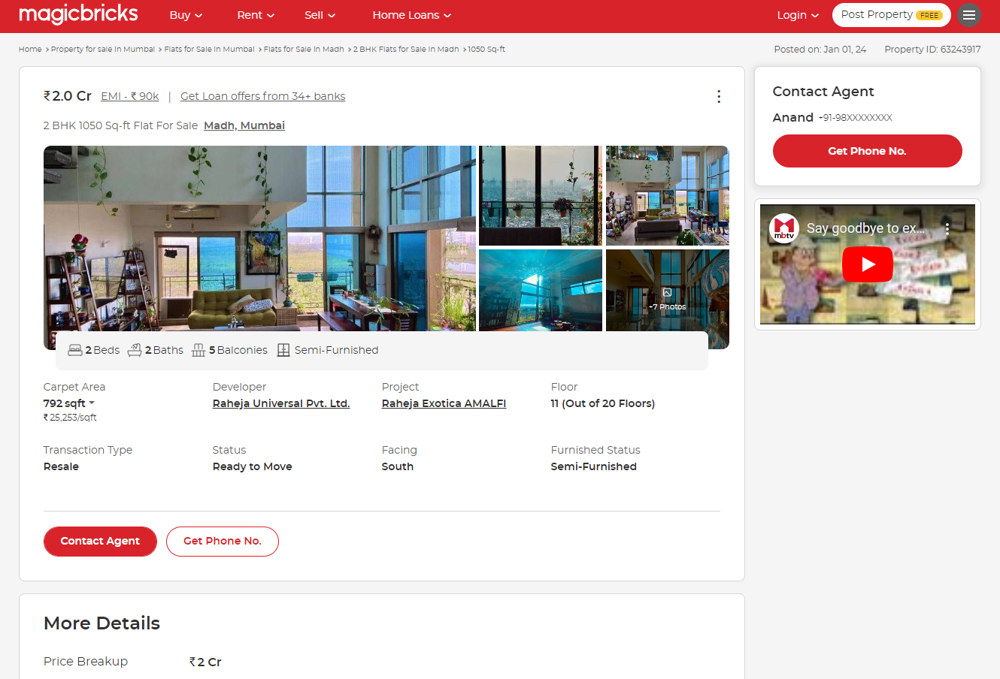 magicbricks
Buy Rent Sell Home Loans Login Post Property FREE
Home > Property for sale in Mumbai > Flats for Sale in Mumbai > Flats for Sale in Madh > 2 BHK Flats for Sale in Madh > 1050 Sq-ft Posted on: Jan 01, 24 Property ID: 63243917
₹2.0 Cr EMI - ₹ 90k | Get Loan offers from 34+ banks
2 BHK 1050 Sq-ft Flat For Sale Madh, Mumbai
+7 Photos
2 Beds 2 Baths 5 Balconies Semi-Furnished
Carpet Area Developer Project Floor
792 sqft Raheja Universal Pvt. Ltd. Raheja Exotica AMALFI 11 (Out of 20 Floors)
₹25,253/sqft
Transaction Type Status Facing Furnished Status
Resale Ready to Move South Semi-Furnished
Contact Agent Get Phone No.
More Details
Price Breakup ₹2 Cr
Contact Agent
Anand +91-98XXXXXXXX
Get Phone No.
mbtv Say goodbye to ex...